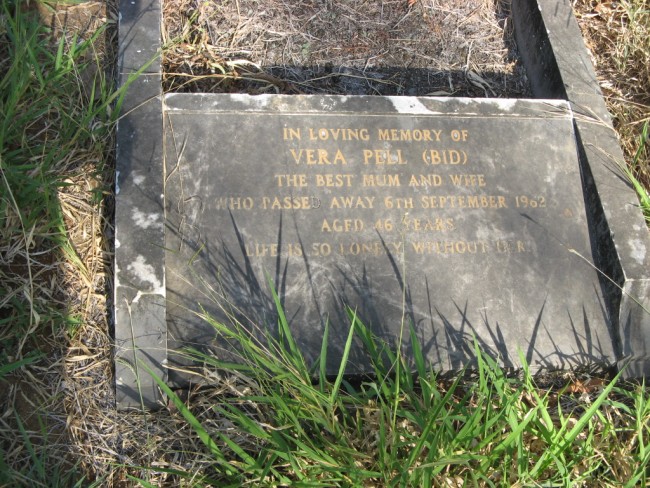 IN LOVING MEMORY OF
VERA PELL (BID)
THE BEST MUM AND WIFE
WHO PASSED AWAY 6TH SEPTEMBER 1962
AGED 46 YEARS
LIFE IS SO LONELY WITHOUT HER